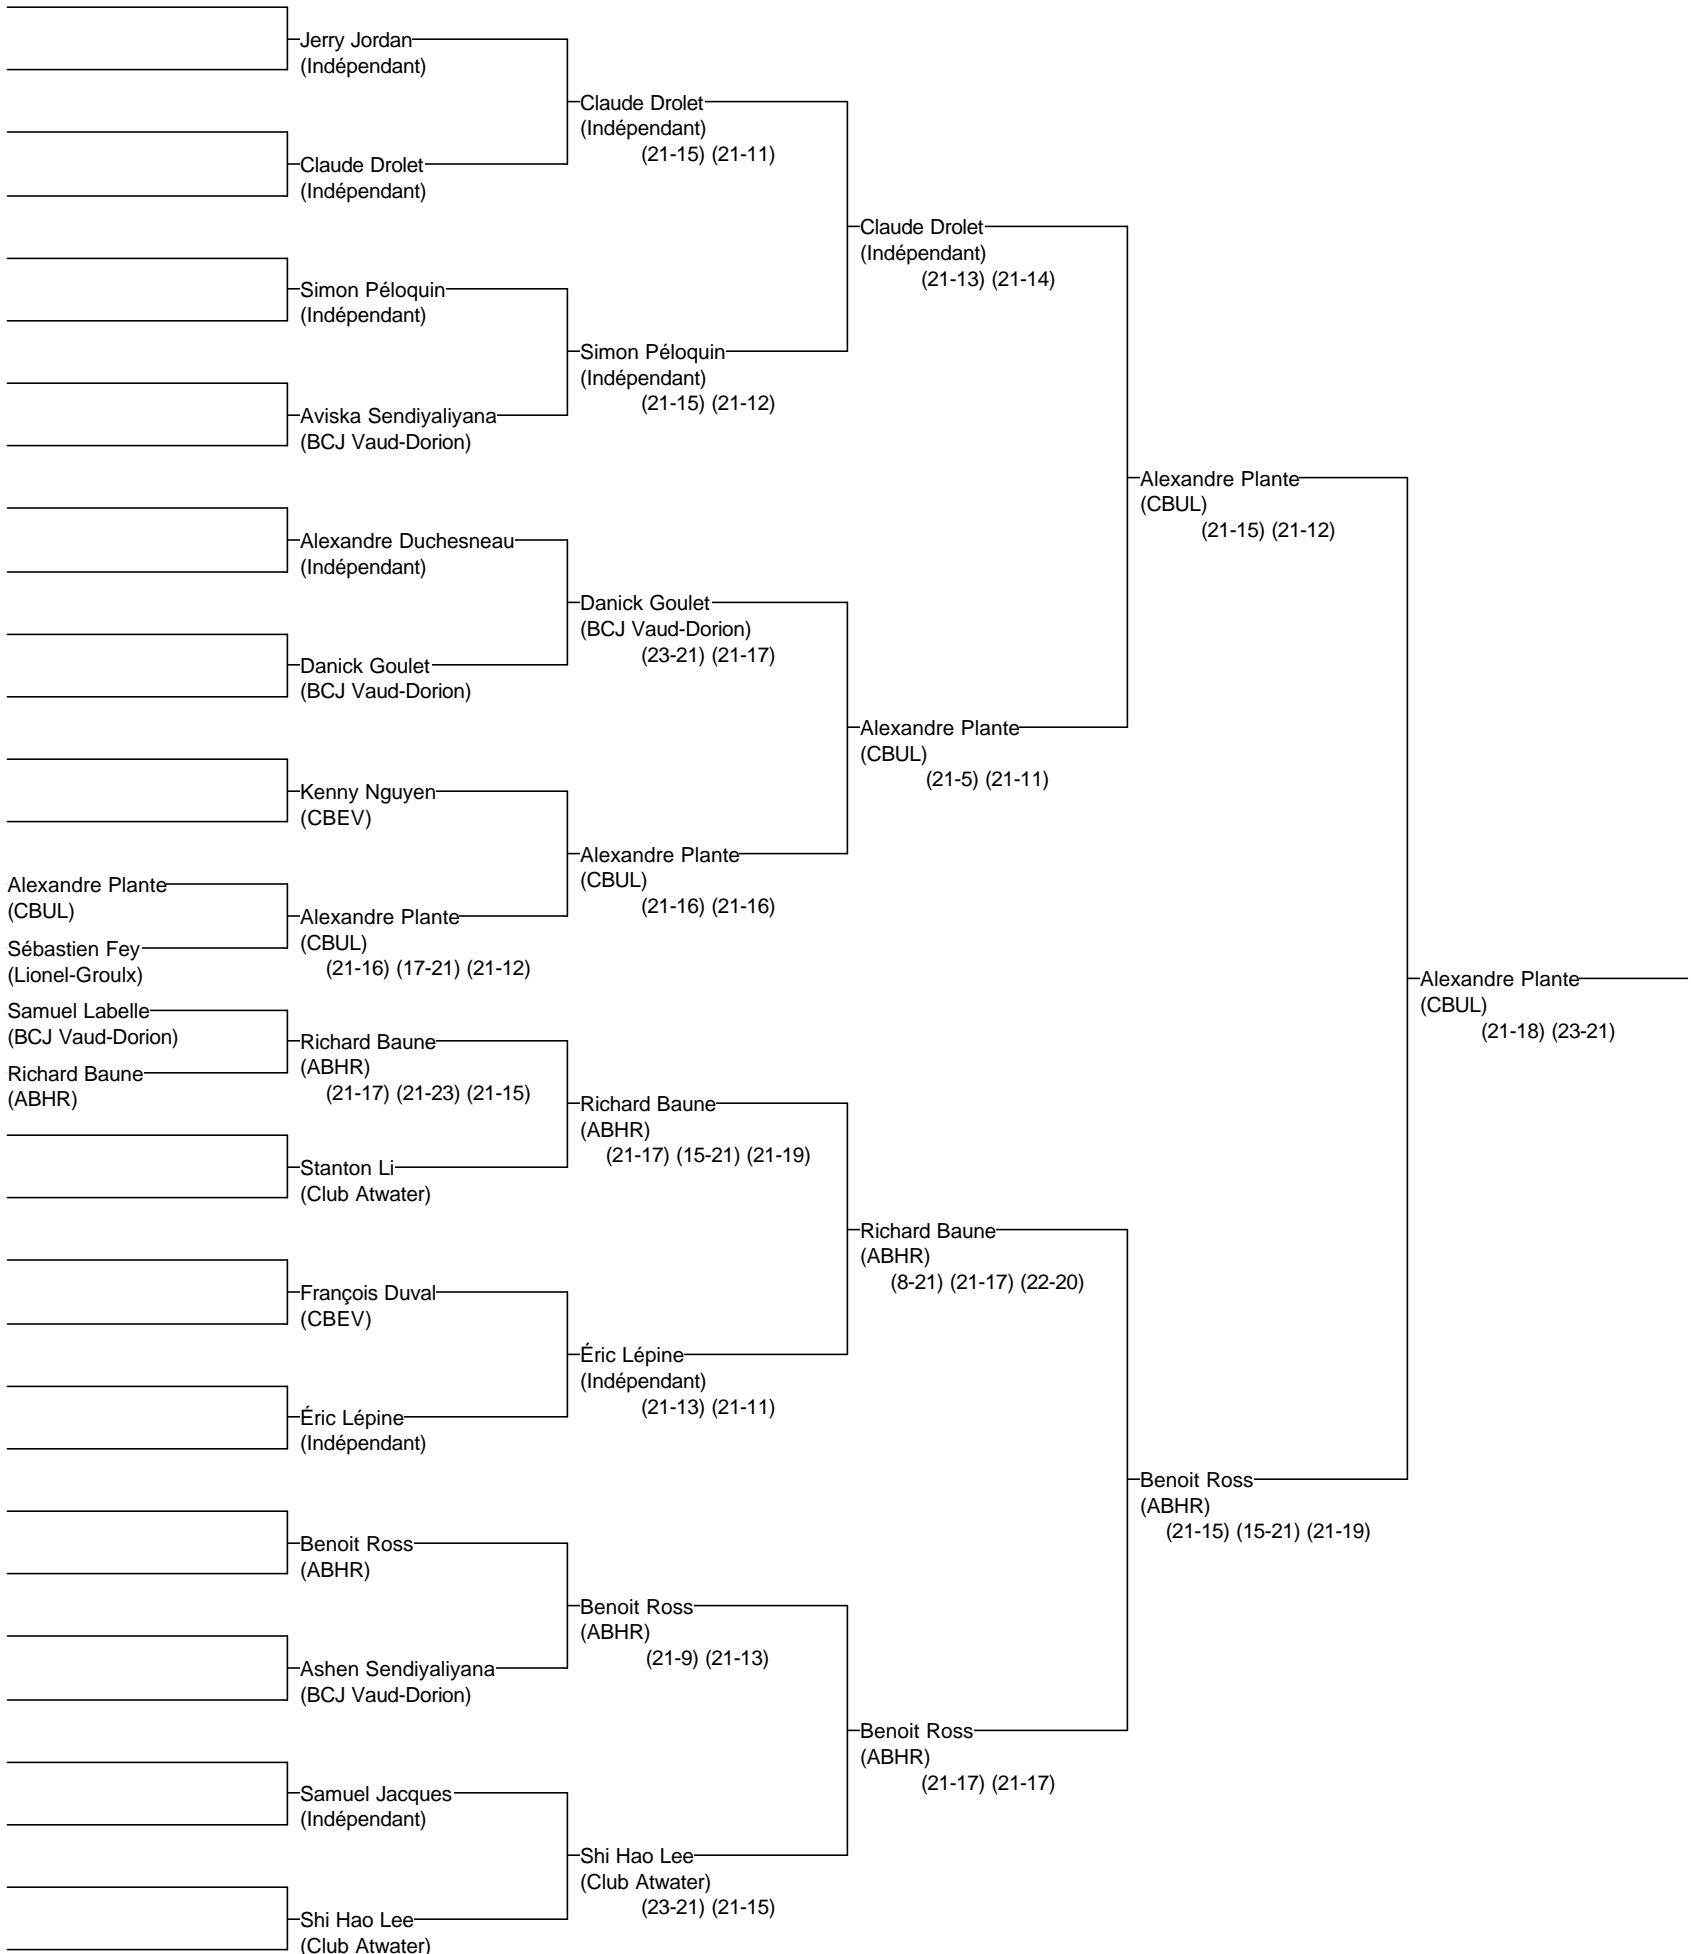 Jerry Jordan
(Indépendant)
Claude Drolet
(Indépendant)
(21-15) (21-11)
Claude Drolet
(Indépendant)
Claude Drolet
(Indépendant)
(21-13) (21-14)
Simon Péloquin
(Indépendant)
Simon Péloquin
(Indépendant)
(21-15) (21-12)
Aviska Sendiyaliyana
(BCJ Vaud-Dorion)
Alexandre Plante
(CBUL)
(21-15) (21-12)
Alexandre Duchesneau
(Indépendant)
Danick Goulet
(BCJ Vaud-Dorion)
(23-21) (21-17)
Danick Goulet
(BCJ Vaud-Dorion)
Alexandre Plante
(CBUL)
(21-5) (21-11)
Kenny Nguyen
(CBEV)
Alexandre Plante
(CBUL)
(21-16) (21-16)
Alexandre Plante
(CBUL)
Alexandre Plante
(CBUL)
(21-16) (17-21) (21-12)
Sébastien Fey
(Lionel-Groulx)
Alexandre Plante
(CBUL)
(21-18) (23-21)
Samuel Labelle
(BCJ Vaud-Dorion)
Richard Baune
(ABHR)
(21-17) (21-23) (21-15)
Richard Baune
(ABHR)
Richard Baune
(ABHR)
(21-17) (15-21) (21-19)
Stanton Li
(Club Atwater)
Richard Baune
(ABHR)
(8-21) (21-17) (22-20)
François Duval
(CBEV)
Éric Lépine
(Indépendant)
(21-13) (21-11)
Éric Lépine
(Indépendant)
Benoit Ross
(ABHR)
(21-15) (15-21) (21-19)
Benoit Ross
(ABHR)
Benoit Ross
(ABHR)
(21-9) (21-13)
Ashen Sendiyaliyana
(BCJ Vaud-Dorion)
Benoit Ross
(ABHR)
(21-17) (21-17)
Samuel Jacques
(Indépendant)
Shi Hao Lee
(Club Atwater)
(23-21) (21-15)
Shi Hao Lee
(Club Atwater)